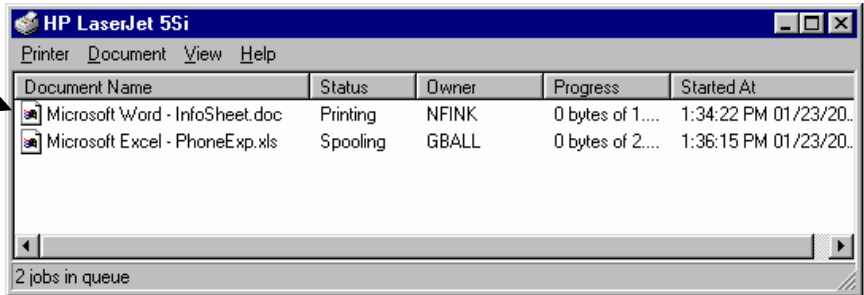 HP LaserJet 5Si
Printer Document View Help
Document Name Status Owner Progress Started At
Microsoft Word - InfoSheet.doc Printing NFINK 0 bytes of 1.... 1:34:22 PM 01/23/20..
Microsoft Excel - PhoneExp.xls Spooling GBALL 0 bytes of 2.... 1:36:15 PM 01/23/20..
2 jobs in queue